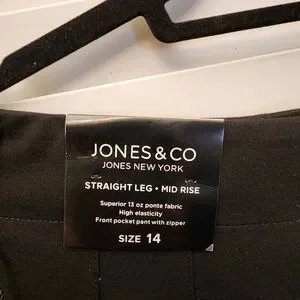 JONES & CO
JONES NEW YORK
STRAIGHT LEG • MID RISE
Superior 13 oz ponte fabric
High elasticity
Front pocket pant with zipper
SIZE 14